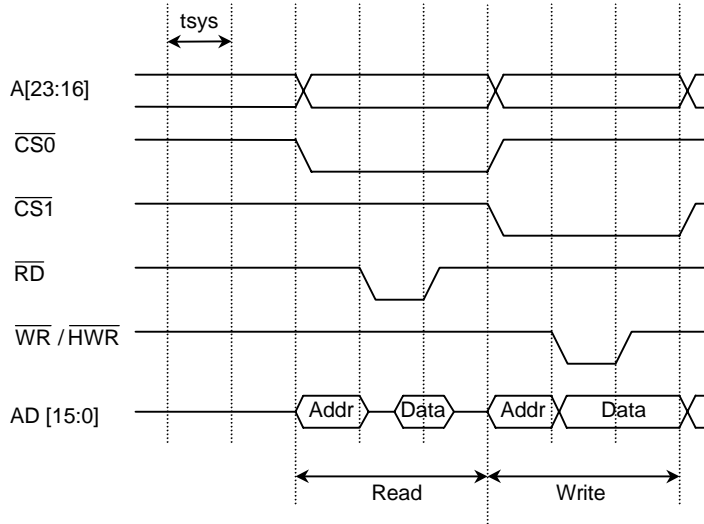 tsys
A[23:16]
CS0
CS1
RD
WR / HWR
AD [15:0]
Addr
Data
Addr
Data
Read
Write